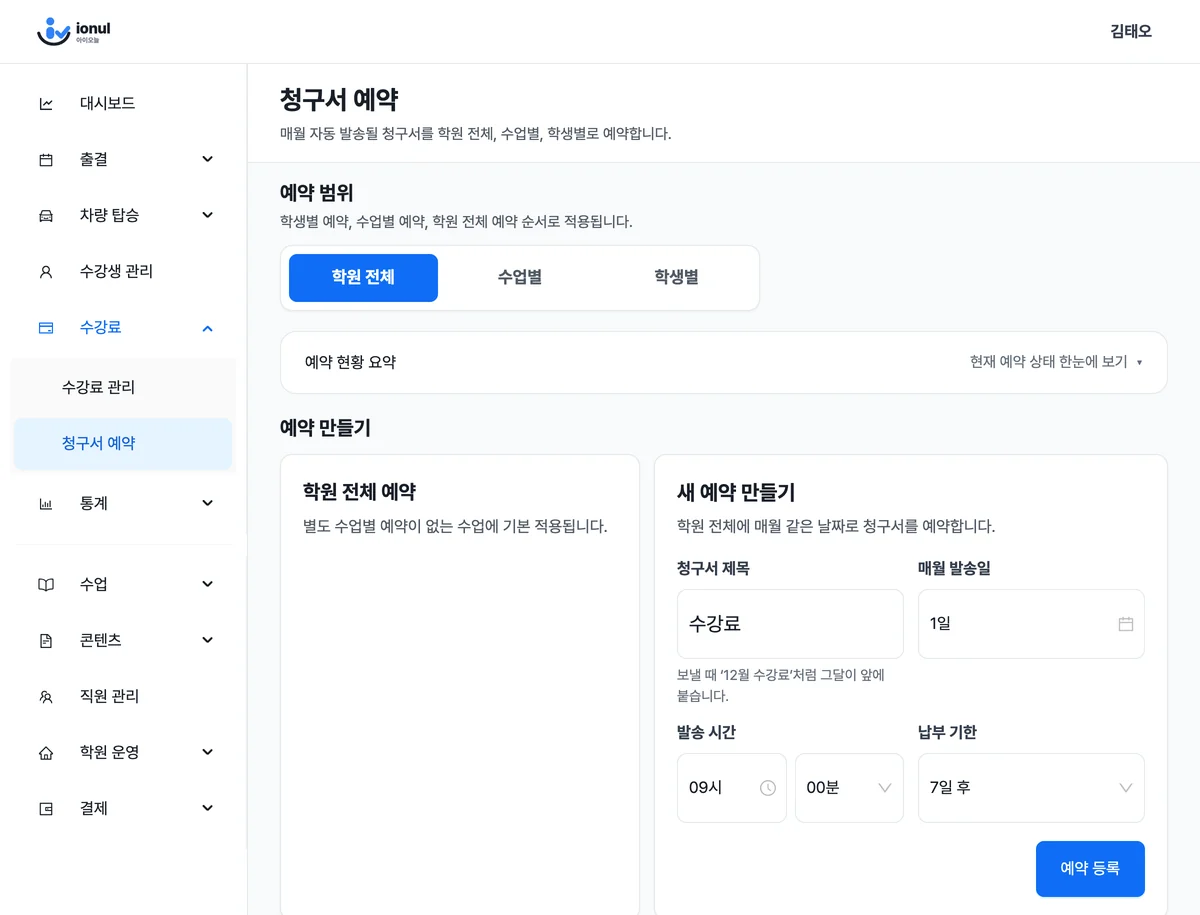 ionul
아이오늘
김태오
대시보드
출결
차량 탑승
수강생 관리
수강료
수강료 관리
청구서 예약
통계
수업
콘텐츠
직원 관리
학원 운영
결제
청구서 예약
매월 자동 발송될 청구서를 학원 전체, 수업별, 학생별로 예약합니다.
예약 범위
학생별 예약, 수업별 예약, 학원 전체 예약 순서로 적용됩니다.
학원 전체 수업별 학생별
예약 현황 요약 현재 예약 상태 한눈에 보기 ▾
예약 만들기
학원 전체 예약
별도 수업별 예약이 없는 수업에 기본 적용됩니다.
새 예약 만들기
학원 전체에 매월 같은 날짜로 청구서를 예약합니다.
청구서 제목 매월 발송일
수강료 1일
보낼 때 '12월 수강료'처럼 그달이 앞에
붙습니다.
발송 시간 납부 기한
09시 00분 7일 후
예약 등록